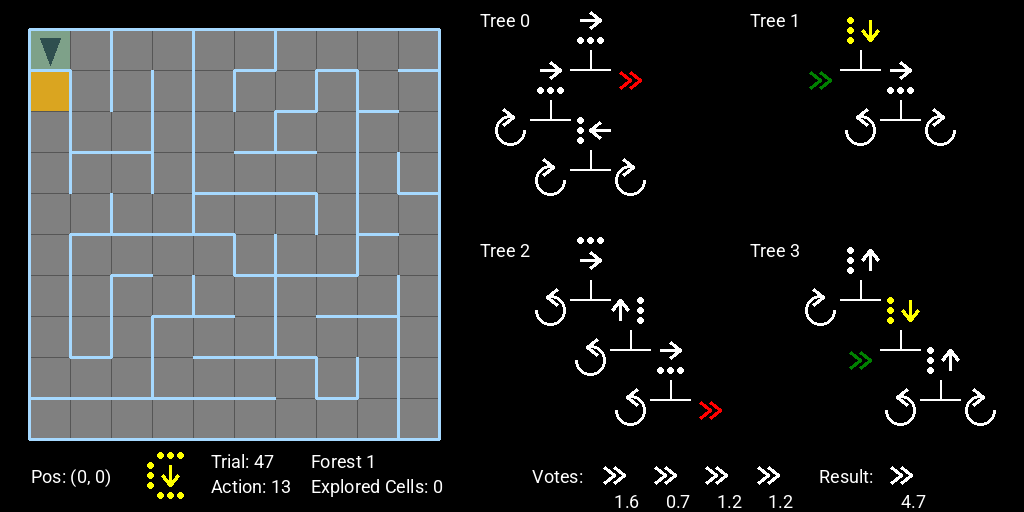 Tree 0
Tree 1
Tree 2
Tree 3
Pos: (0, 0)
Trial: 47
Forest 1
Action: 13
Explored Cells: 0
Votes:
1.6
0.7
1.2
1.2
Result:
4.7